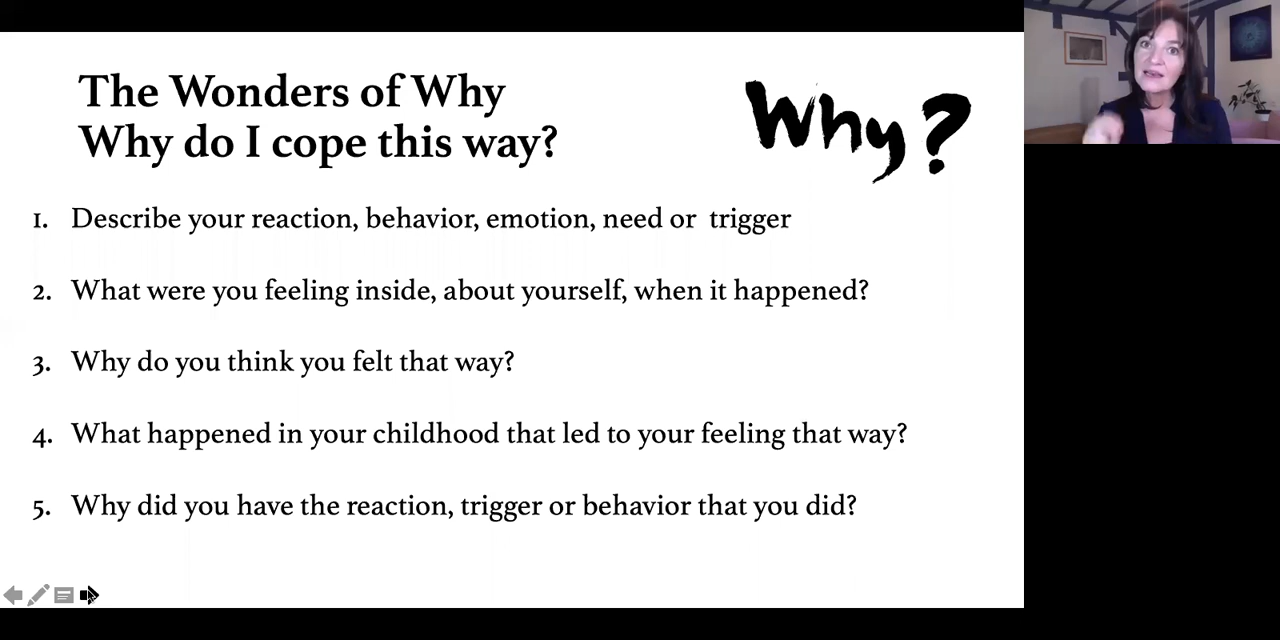 The Wonders of Why
Why do I cope this way?
Why?
1. Describe your reaction, behavior, emotion, need or trigger
2. What were you feeling inside, about yourself, when it happened?
3. Why do you think you felt that way?
4. What happened in your childhood that led to your feeling that way?
5. Why did you have the reaction, trigger or behavior that you did?